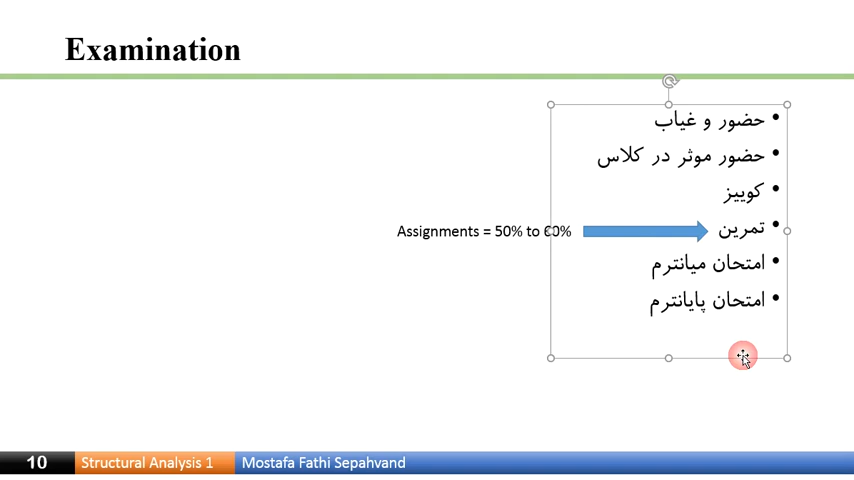 Examination
حضور و غیاب
حضور موثر در کلاس
کوییز
Assignments = 50% to 60% تمرین
امتحان میانترم
امتحان پایانترم
10 Structural Analysis 1 Mostafa Fathi Sepahvand